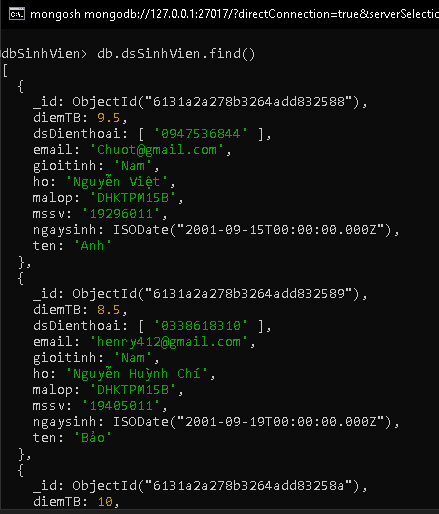 mongosh mongodb://127.0.0.1:27017/?directConnection=true&serverSelectio
dbSinhVien> db.dsSinhVien.find()
[
  {
    _id: ObjectId("6131a2a278b3264add832588"),
    diemTB: 9.5,
    dsDienthoai: [ '0947536844' ],
    email: 'Chuot@gmail.com',
    gioitinh: 'Nam',
    ho: 'Nguyễn Việt',
    malop: 'DHKTPM15B',
    mssv: '19296011',
    ngaysinh: ISODate("2001-09-15T00:00:00.000Z"),
    ten: 'Anh'
  },
  {
    _id: ObjectId("6131a2a278b3264add832589"),
    diemTB: 8.5,
    dsDienthoai: [ '0338618310' ],
    email: 'henry412@gmail.com',
    gioitinh: 'Nam',
    ho: 'Nguyễn Huỳnh Chí',
    malop: 'DHKTPM15B',
    mssv: '19405011',
    ngaysinh: ISODate("2001-09-19T00:00:00.000Z"),
    ten: 'Bảo'
  },
  {
    _id: ObjectId("6131a2a278b3264add83258a"),
    diemTB: 10,